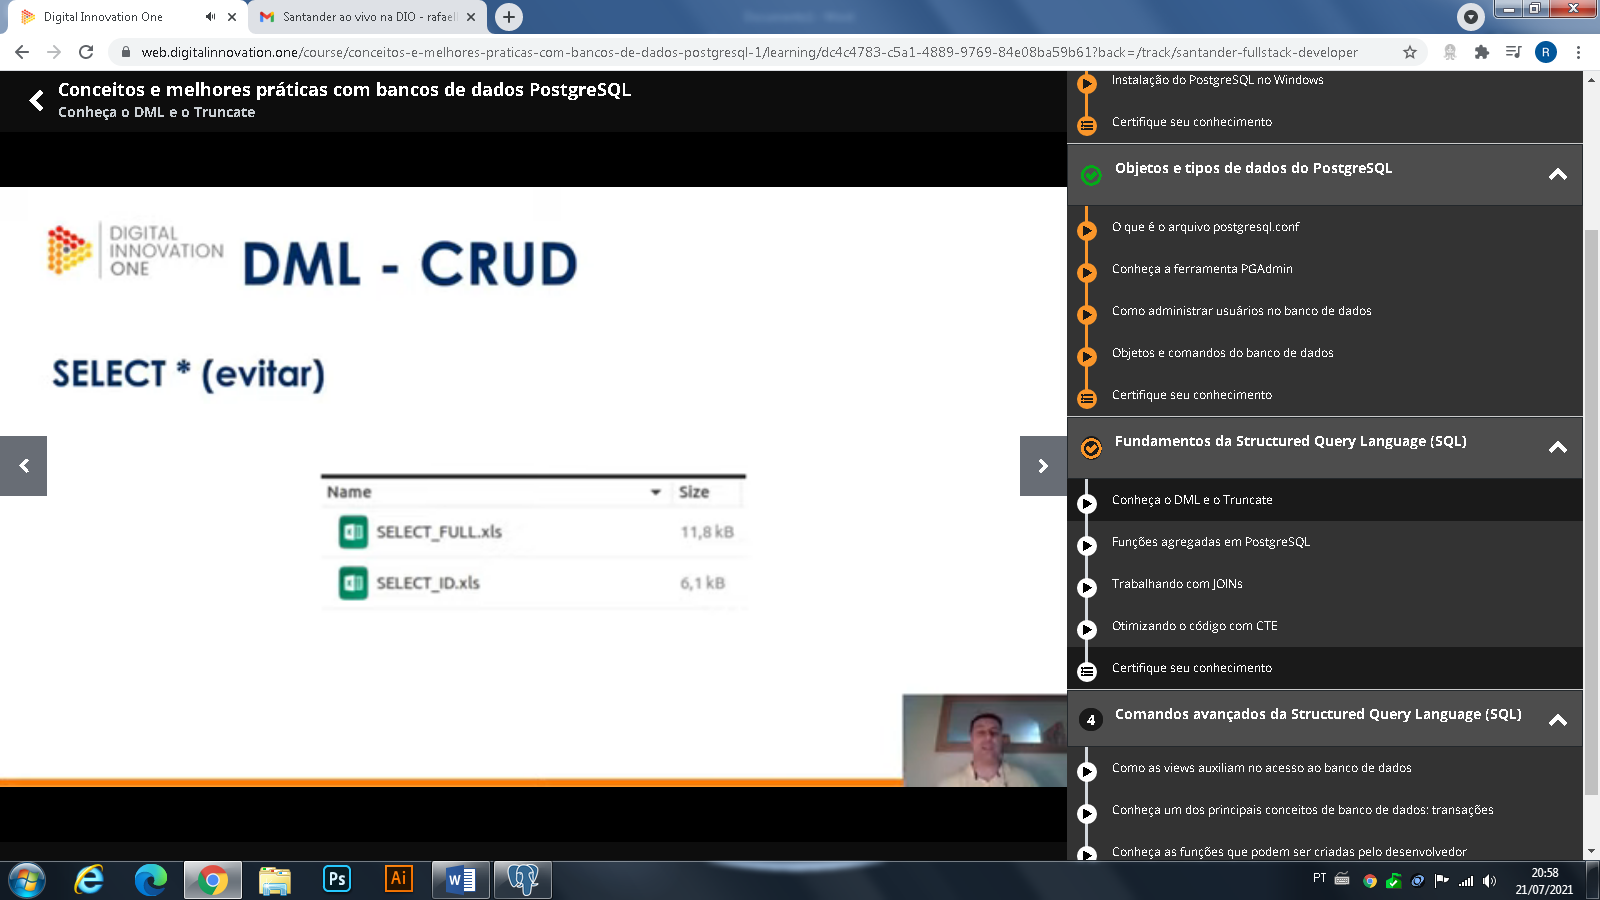 Digital Innovation One
Santander ao vivo na DIO - rafael
web.digitalinnovation.one/course/conceitos-e-melhores-praticas-com-bancos-de-dados-postgresql-1/learning/dc4c4783-c5a1-4889-9769-84e08ba59b61?back=/track/santander-fullstack-developer
R
Conceitos e melhores práticas com bancos de dados PostgreSQL
Conheça o DML e o Truncate
DIGITAL
INNOVATION
ONE
DML - CRUD
SELECT * (evitar)
Name Size
SELECT_FULL.xls 11,8 kB
SELECT_ID.xls 6,1 kB
Instalação do PostgreSQL no Windows
Certifique seu conhecimento
Objetos e tipos de dados do PostgreSQL
O que é o arquivo postgresql.conf
Conheça a ferramenta PGAdmin
Como administrar usuários no banco de dados
Objetos e comandos do banco de dados
Certifique seu conhecimento
Fundamentos da Structured Query Language (SQL)
Conheça o DML e o Truncate
Funções agregadas em PostgreSQL
Trabalhando com JOINs
Otimizando o código com CTE
Certifique seu conhecimento
4 Comandos avançados da Structured Query Language (SQL)
Como as views auxiliam no acesso ao banco de dados
Conheça um dos principais conceitos de banco de dados: transações
Conheça as funções que podem ser criadas pelo desenvolvedor
Ps
Ai
W
PT
20:58
21/07/2021